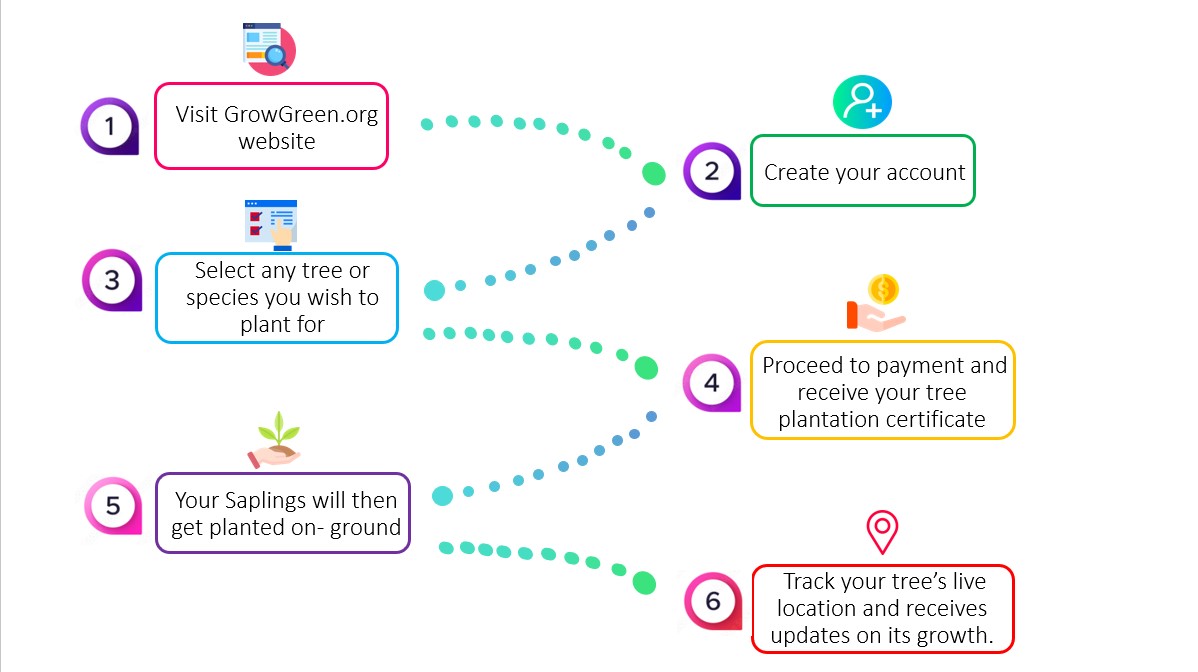 1
Visit GrowGreen.org
website
2
Create your account
3
Select any tree or
species you wish to
plant for
4
Proceed to payment and
receive your tree
plantation certificate
5
Your Saplings will then
get planted on- ground
6
Track your tree’s live
location and receives
updates on its growth.